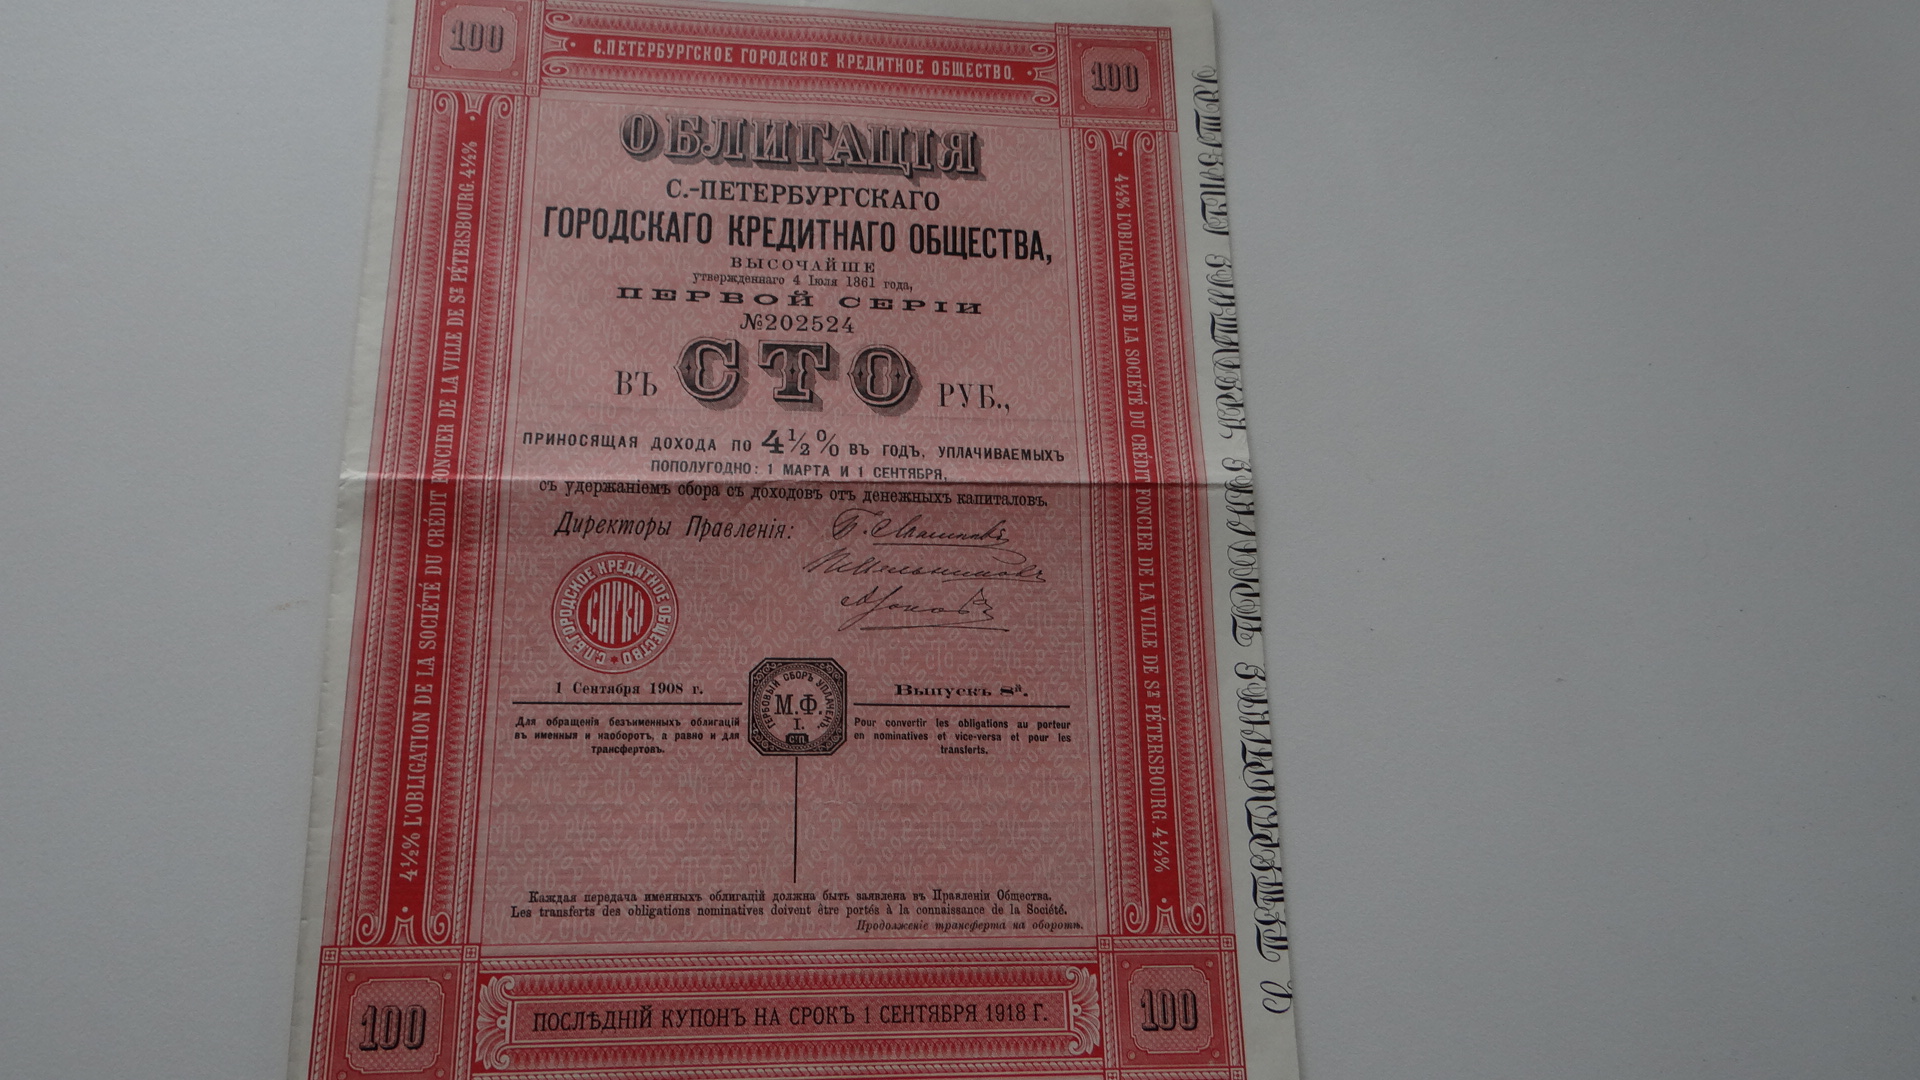 100
С.ПЕТЕРБУРГСКОЕ ГОРОДСКОЕ КРЕДИТНОЕ ОБЩЕСТВО.
100
ОБЛИГАЦІЯ
С.-ПЕТЕРБУРГСКАГО
ГОРОДСКАГО КРЕДИТНАГО ОБЩЕСТВА,
ВЫСОЧАЙШЕ
утвержденнаго 4 Іюля 1861 года,
ПЕРВОЙ СЕРІИ
№202524
ВЪ СТО РУБ.,
ПРИНОСЯЩАЯ ДОХОДА ПО 4½% ВЪ ГОДЪ, УПЛАЧИВАЕМЫХЪ
ПОПОЛУГОДНО: 1 МАРТА И 1 СЕНТЯБРЯ,
съ удержаніемъ сбора съ доходовъ отъ денежныхъ капиталовъ.
Директоры Правленія:
С.П.Б. ГОРОДСКОЕ КРЕДИТНОЕ ОБЩЕСТВО
СПГКО
1 Сентября 1908 г.
Выпускъ 8й.
ГЕРБОВЫЙ СБОРЪ УПЛАЧЕНЪ.
М.Ф.
I.
СТП.
Для обращенія безъименныхъ облигацій
въ именныя и наоборотъ, а равно и для
трансфертовъ.
Pour convertir les obligations au porteur
en nominatives et vice-versa et pour les
transferts.
Каждая передача именныхъ облигацій должна быть заявлена въ Правленіи Общества.
Les transferts des obligations nominatives doivent être portés à la connaissance de la Société.
Продолженіе трансферта на оборотѣ.
4½% L'OBLIGATION DE LA SOCIÉTÉ DU CRÉDIT FONCIER DE LA VILLE DE ST PÉTERSBOURG. 4½%
4½% L'OBLIGATION DE LA SOCIÉTÉ DU CRÉDIT FONCIER DE LA VILLE DE ST PÉTERSBOURG. 4½%
100
ПОСЛѢДНІЙ КУПОНЪ НА СРОКЪ 1 СЕНТЯБРЯ 1918 Г.
100